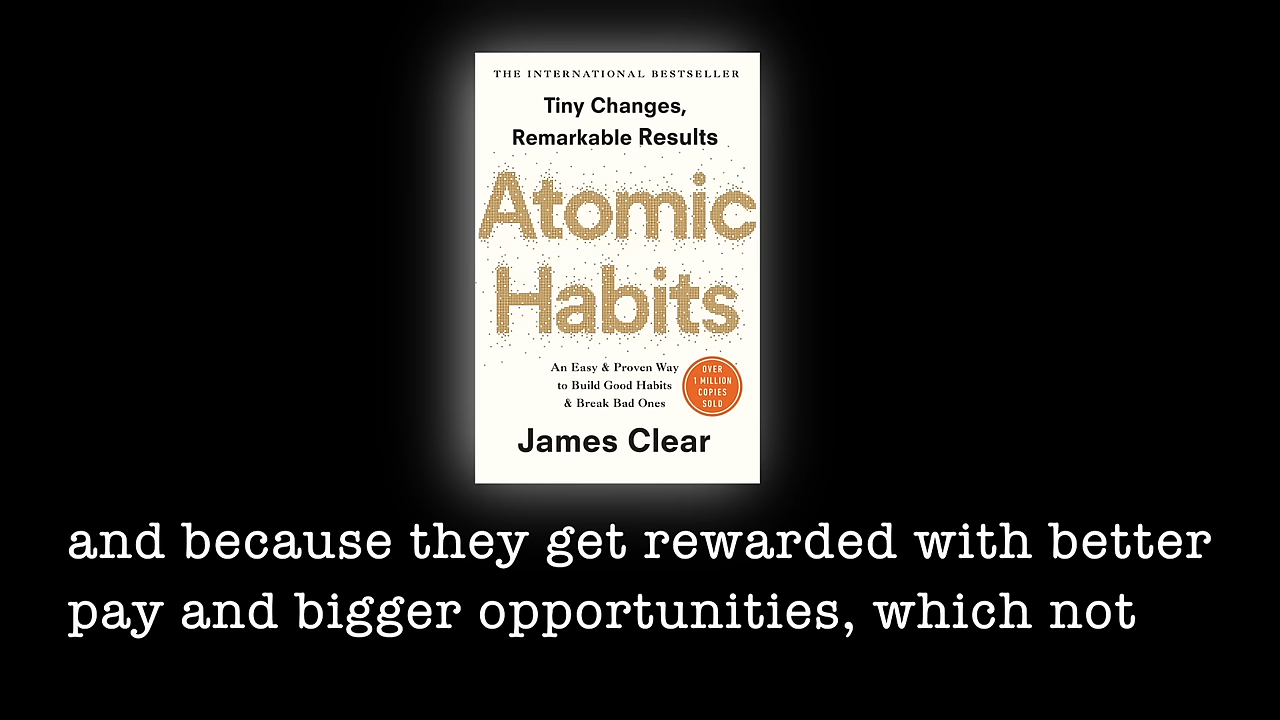 THE INTERNATIONAL BESTSELLER
Tiny Changes,
Remarkable Results
Atomic
Habits
An Easy & Proven Way
to Build Good Habits
& Break Bad Ones
OVER
1 MILLION
COPIES
SOLD
James Clear
and because they get rewarded with better
pay and bigger opportunities, which not